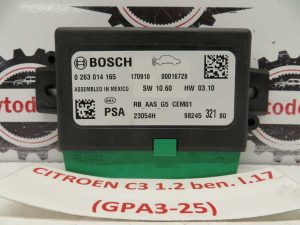 BOSCH
0 263 014 165 170910 00016728
ASSEMBLED IN MEXICO SW 10.60 HW 03.10
PSA RB AAS G5 CEM01
23054H 98245 321 80
CITROEN C3 1.2 ben. l.17
(GPA3-25)